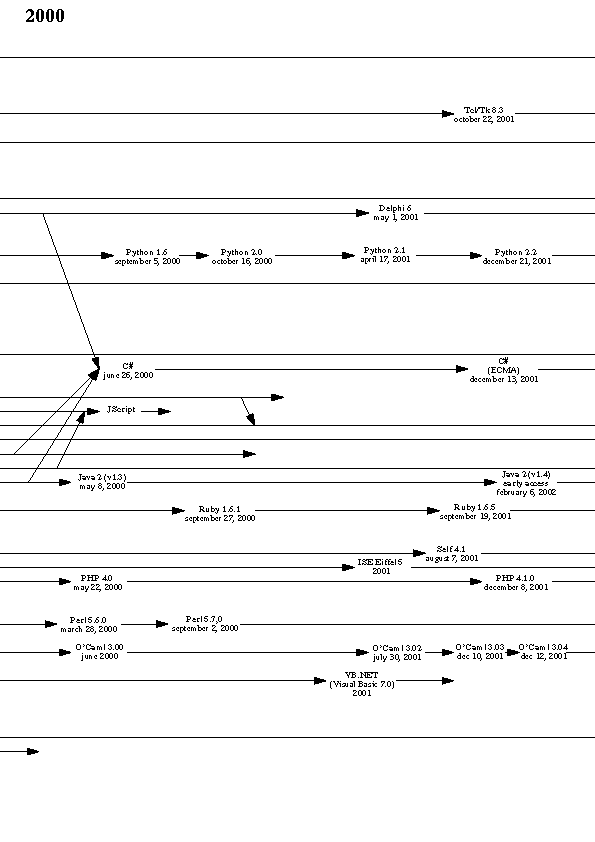 2000
Tcl/Tk 8.3
october 22, 2001
Delphi 6
may 1, 2001
Python 1.6
september 5, 2000
Python 2.0
october 16, 2000
Python 2.1
april 17, 2001
Python 2.2
december 21, 2001
C#
june 26, 2000
C#
(ECMA)
december 13, 2001
JScript
Java 2 (v1.3)
may 8, 2000
Java 2 (v1.4)
early access
february 6, 2002
Ruby 1.6.1
september 27, 2000
Ruby 1.6.5
september 19, 2001
Self 4.1
august 7, 2001
ISE Eiffel 5
2001
PHP 4.0
may 22, 2000
PHP 4.1.0
december 8, 2001
Perl 5.6.0
march 28, 2000
Perl 5.7.0
september 2, 2000
O'Caml 3.00
june 2000
O'Caml 3.02
july 30, 2001
O'Caml 3.03
dec 10, 2001
O'Caml 3.04
dec 12, 2001
VB.NET
(Visual Basic 7.0)
2001